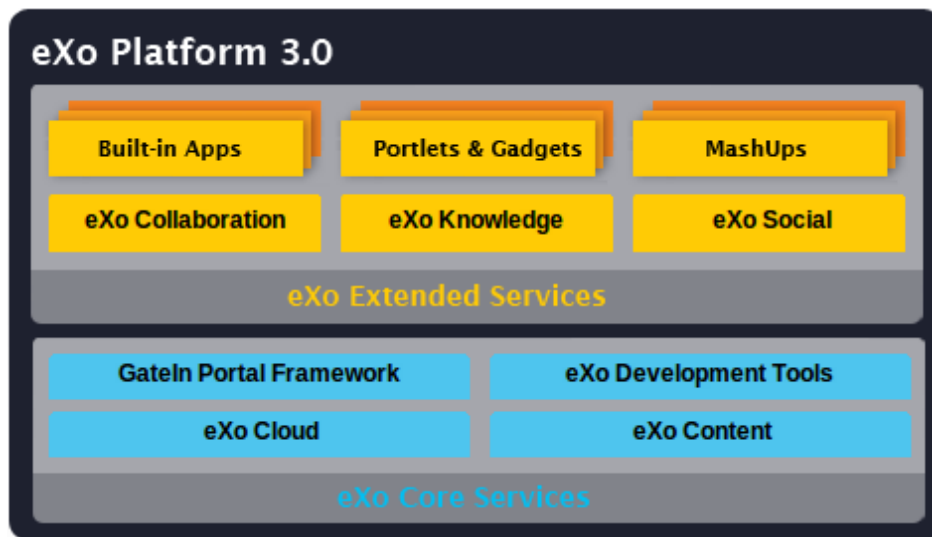 eXo Platform 3.0
Built-in Apps
Portlets & Gadgets
MashUps
eXo Collaboration
eXo Knowledge
eXo Social
eXo Extended Services
GateIn Portal Framework
eXo Development Tools
eXo Cloud
eXo Content
eXo Core Services